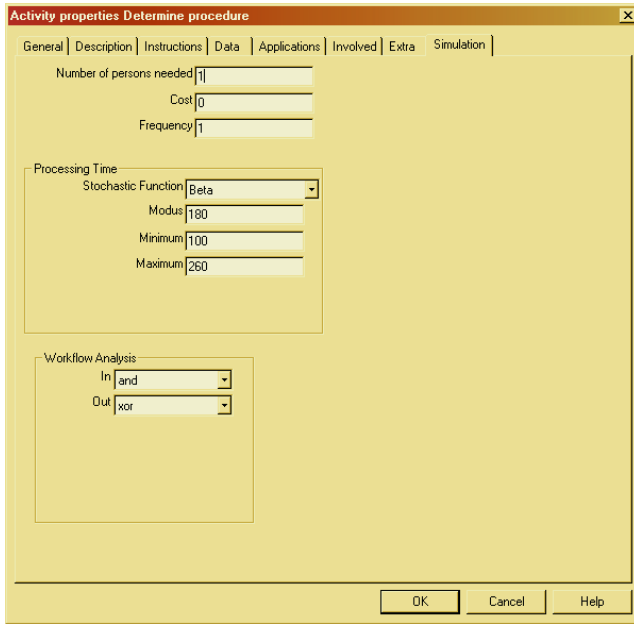 Activity properties Determine procedure
General Description Instructions Data Applications Involved Extra Simulation
Number of persons needed 1
Cost 0
Frequency 1
Processing Time
Stochastic Function Beta
Modus 180
Minimum 100
Maximum 260
Workflow Analysis
In and
Out xor
OK Cancel Help